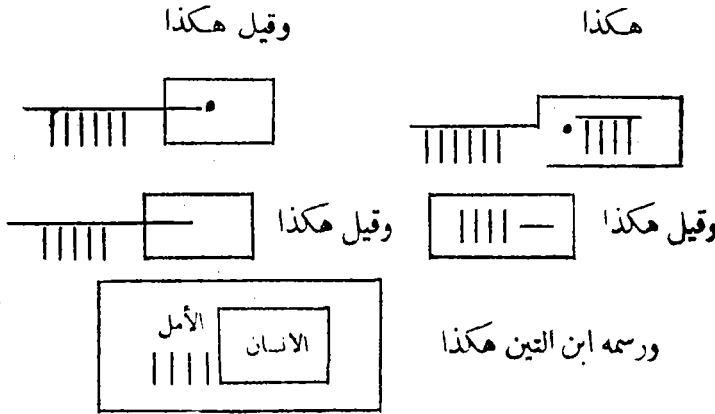 هكذا
وقيل هكذا
وقيل هكذا
وقيل هكذا
ورسمه ابن التين هكذا
الأمل
الانسان